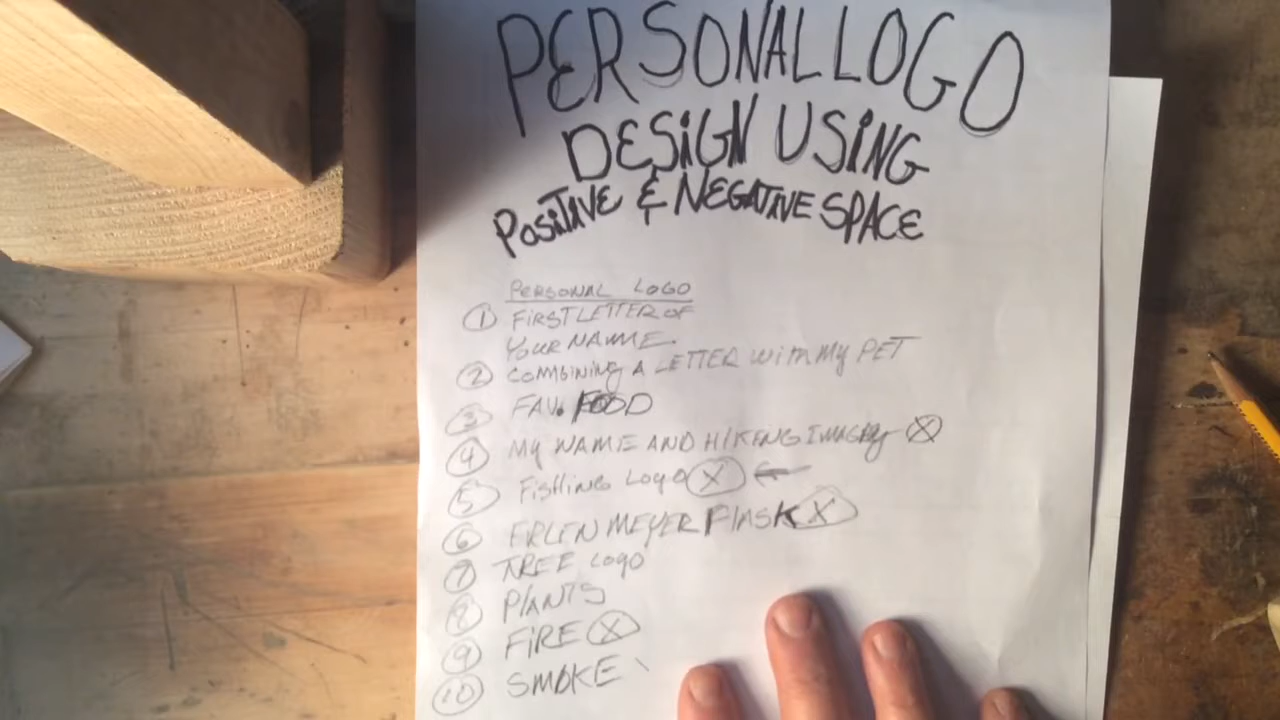 PERSONAL LOGO
DESiGN USiNG
POSiTIVE & NEGATIVE SPACE
PERSONAL LOGO
① FIRST LETTER OF
YOUR NAME.
② COMBINING A LETTER WITH MY PET
③ FAV. FOOD
④ MY NAME AND HIKING IMAGERY ⓧ
⑤ FISHING LOGO ⓧ ←
⑥ ERLENMEYER FLASK ⓧ
⑦ TREE LOGO
⑧ PLANTS
⑨ FiRE ⓧ
⑩ SMOKE